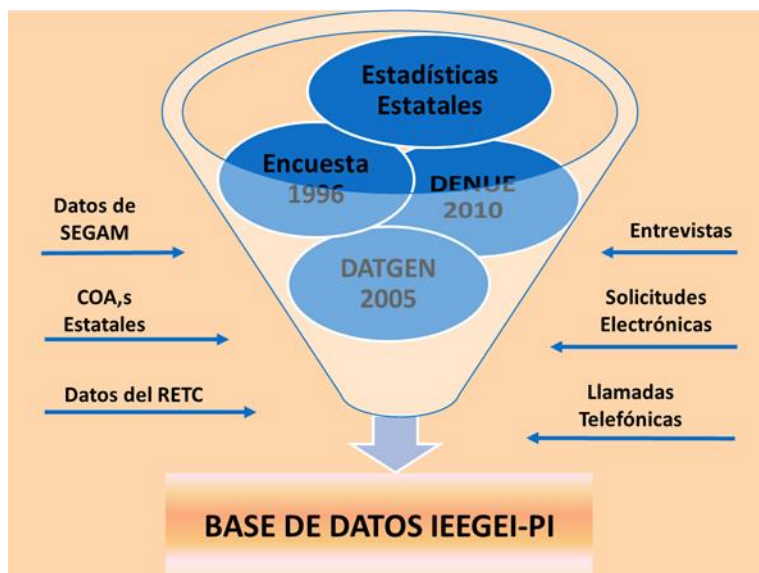 Estadísticas
Estatales
Encuesta
1996
DENUE
2010
DATGEN
2005
Datos de
SEGAM
COA,s
Estatales
Datos del RETC
Entrevistas
Solicitudes
Electrónicas
Llamadas
Telefónicas
BASE DE DATOS IEEGEI-PI